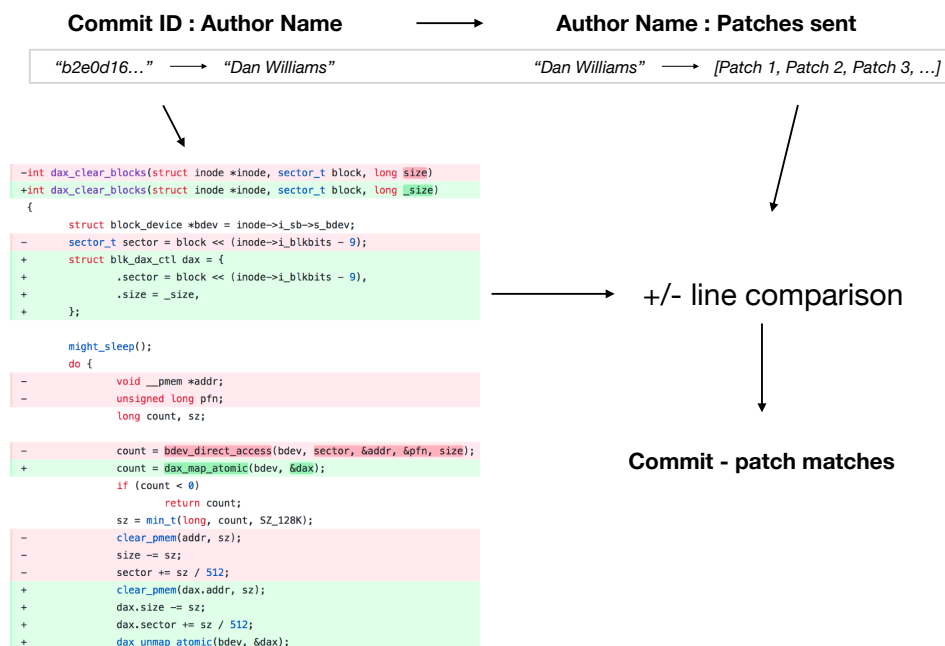 Commit ID : Author Name
Author Name : Patches sent
“b2e0d16…”
“Dan Williams”
“Dan Williams”
[Patch 1, Patch 2, Patch 3, …]
-int dax_clear_blocks(struct inode *inode, sector_t block, long size)
+int dax_clear_blocks(struct inode *inode, sector_t block, long _size)
{
struct block_device *bdev = inode->i_sb->s_bdev;
- sector_t sector = block << (inode->i_blkbits - 9);
+ struct blk_dax_ctl dax = {
+ .sector = block << (inode->i_blkbits - 9),
+ .size = _size,
+ };
might_sleep();
do {
- void __pmem *addr;
- unsigned long pfn;
long count, sz;
- count = bdev_direct_access(bdev, sector, &addr, &pfn, size);
+ count = dax_map_atomic(bdev, &dax);
if (count < 0)
return count;
sz = min_t(long, count, SZ_128K);
- clear_pmem(addr, sz);
- size -= sz;
- sector += sz / 512;
+ clear_pmem(dax.addr, sz);
+ dax.size -= sz;
+ dax.sector += sz / 512;
+ dax_unmap_atomic(bdev, &dax);
+/- line comparison
Commit - patch matches